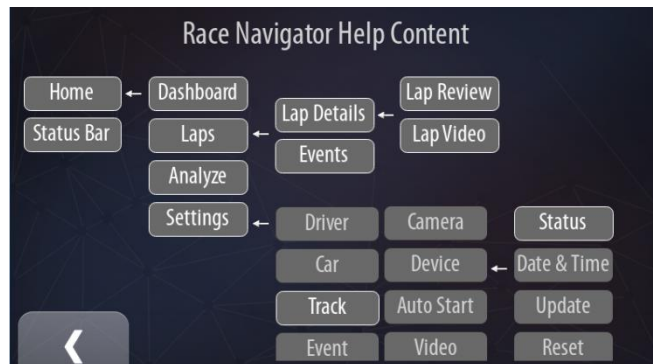 Race Navigator Help Content
Home ← Dashboard Lap Review
Lap Details ←
Status Bar Laps ← Lap Video
Events
Analyze
Settings ← Driver Camera Status
Car Device ← Date & Time
Track Auto Start Update
Event Video Reset